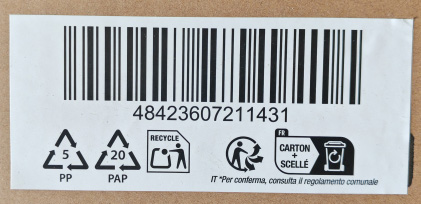 48423607211431
RECYCLE
FR
5
20
CARTON
+
SCELLÉ
PP
PAP
IT *Per conferma, consulta il regolamento comunale